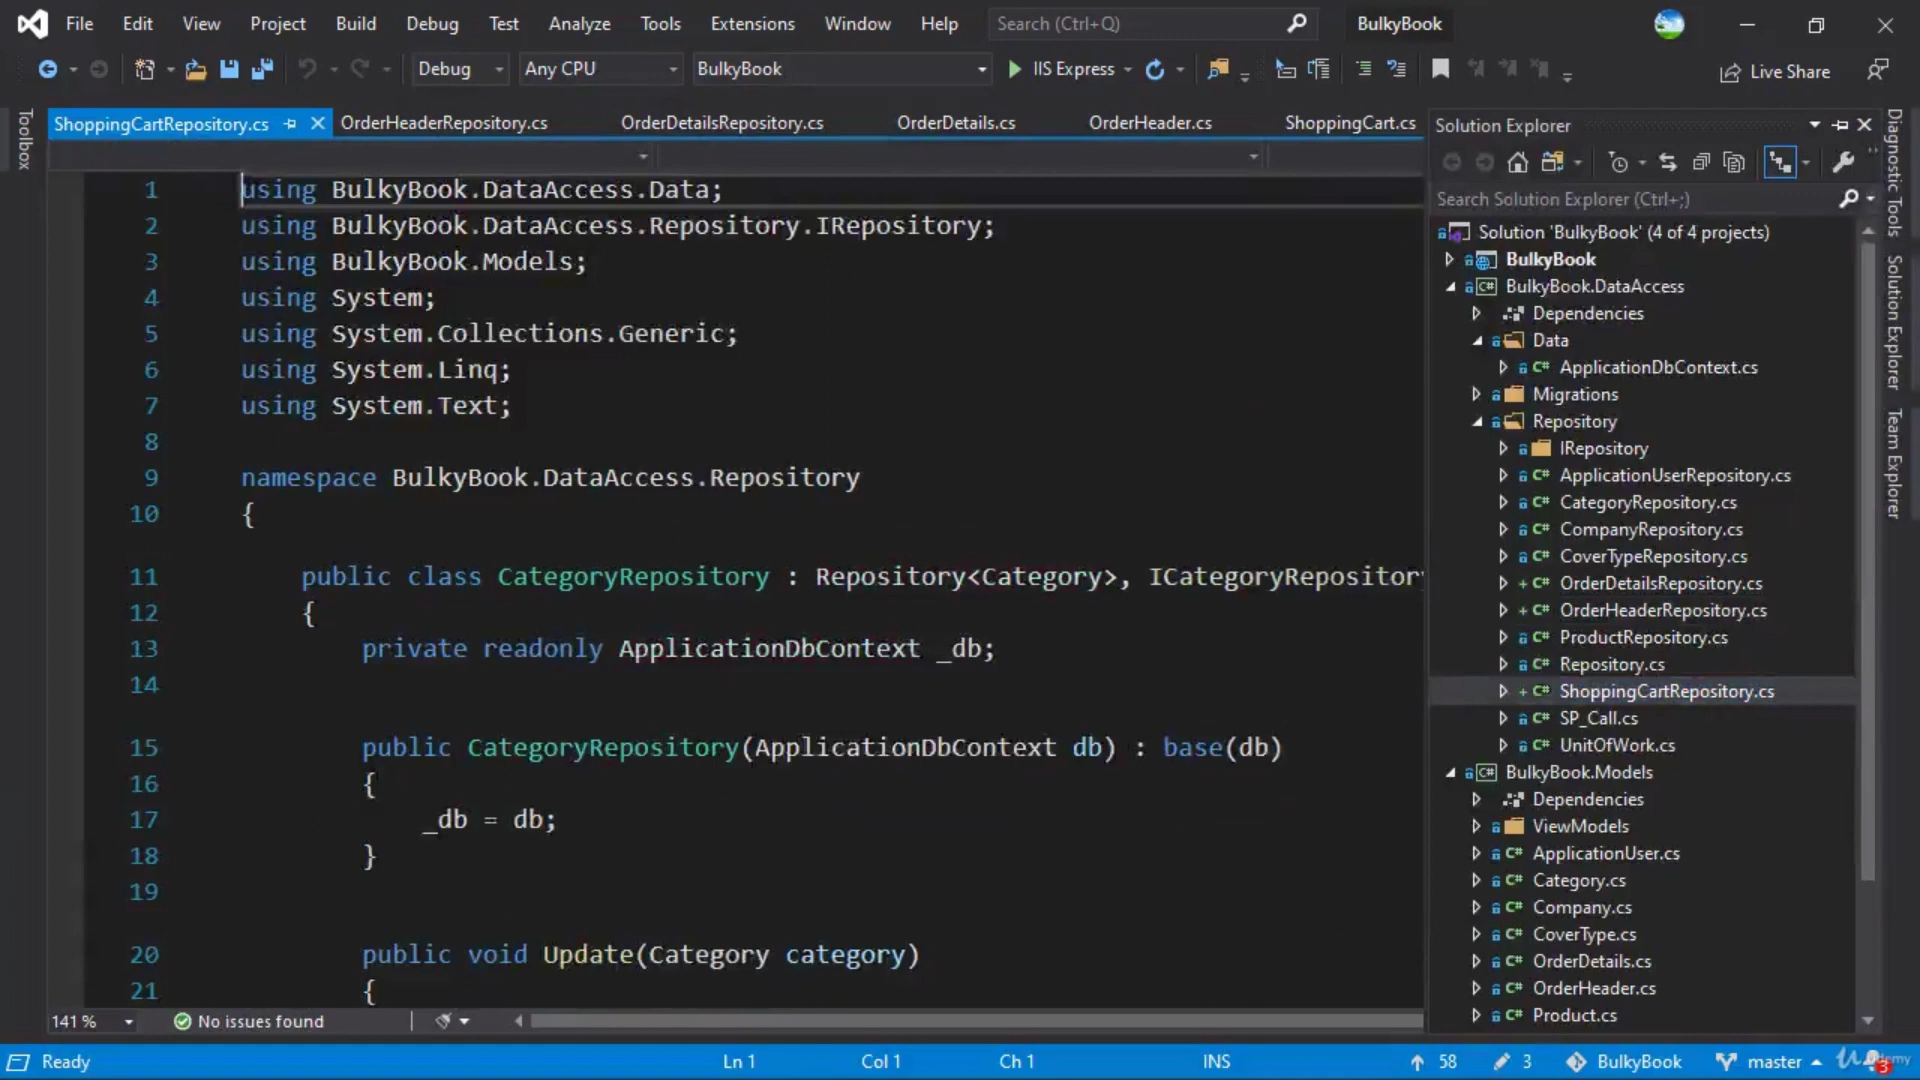 File Edit View Project Build Debug Test Analyze Tools Extensions Window Help Search (Ctrl+Q) BulkyBook
Debug Any CPU BulkyBook IIS Express Live Share
Toolbox
ShoppingCartRepository.cs OrderHeaderRepository.cs OrderDetailsRepository.cs OrderDetails.cs OrderHeader.cs ShoppingCart.cs
1 using BulkyBook.DataAccess.Data;
2 using BulkyBook.DataAccess.Repository.IRepository;
3 using BulkyBook.Models;
4 using System;
5 using System.Collections.Generic;
6 using System.Linq;
7 using System.Text;
8
9 namespace BulkyBook.DataAccess.Repository
10 {
11 public class CategoryRepository : Repository<Category>, ICategoryRepository
12 {
13 private readonly ApplicationDbContext _db;
14
15 public CategoryRepository(ApplicationDbContext db) : base(db)
16 {
17 _db = db;
18 }
19
20 public void Update(Category category)
21 {
141 % No issues found
Solution Explorer
Search Solution Explorer (Ctrl+;)
Solution 'BulkyBook' (4 of 4 projects)
BulkyBook
C# BulkyBook.DataAccess
Dependencies
Data
C# ApplicationDbContext.cs
Migrations
Repository
IRepository
C# ApplicationUserRepository.cs
C# CategoryRepository.cs
C# CompanyRepository.cs
C# CoverTypeRepository.cs
+ C# OrderDetailsRepository.cs
+ C# OrderHeaderRepository.cs
C# ProductRepository.cs
C# Repository.cs
+ C# ShoppingCartRepository.cs
C# SP_Call.cs
C# UnitOfWork.cs
C# BulkyBook.Models
Dependencies
ViewModels
C# ApplicationUser.cs
C# Category.cs
C# Company.cs
C# CoverType.cs
C# OrderDetails.cs
C# OrderHeader.cs
C# Product.cs
Diagnostic Tools
Solution Explorer
Team Explorer
Ready Ln 1 Col 1 Ch 1 INS 58 3 BulkyBook master 3